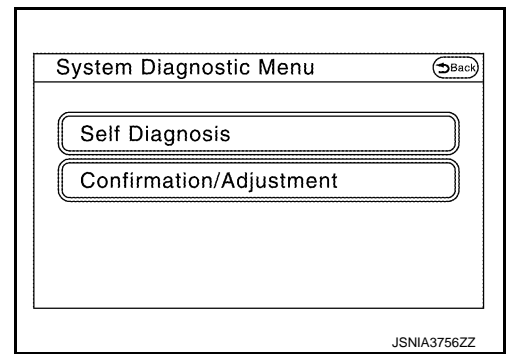 System Diagnostic Menu Back
Self Diagnosis
Confirmation/Adjustment
JSNIA3756ZZ